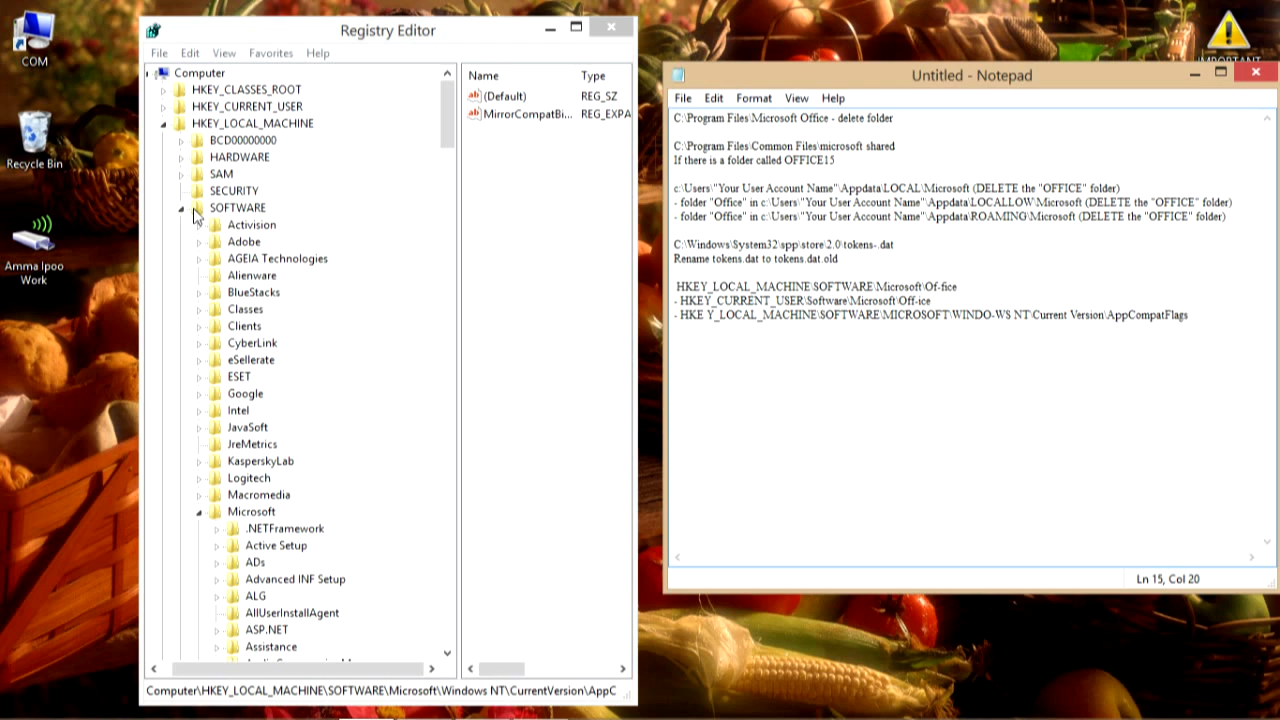 COM
Recycle Bin
Amma Ipoo
Work
Registry Editor
File Edit View Favorites Help
Computer
HKEY_CLASSES_ROOT
HKEY_CURRENT_USER
HKEY_LOCAL_MACHINE
BCD00000000
HARDWARE
SAM
SECURITY
SOFTWARE
Activision
Adobe
AGEIA Technologies
Alienware
BlueStacks
Classes
Clients
CyberLink
eSellerate
ESET
Google
Intel
JavaSoft
JreMetrics
KasperskyLab
Logitech
Macromedia
Microsoft
.NETFramework
Active Setup
ADs
Advanced INF Setup
ALG
AllUserInstallAgent
ASP.NET
Assistance
Name Type
ab (Default) REG_SZ
ab MirrorCompatBi... REG_EXPA
Computer\HKEY_LOCAL_MACHINE\SOFTWARE\Microsoft\Windows NT\CurrentVersion\AppC
Untitled - Notepad
File Edit Format View Help
C:\Program Files\Microsoft Office - delete folder
C:\Program Files\Common Files\microsoft shared
If there is a folder called OFFICE15
c:\Users\"Your User Account Name"\Appdata\LOCAL\Microsoft (DELETE the "OFFICE" folder)
- folder "Office" in c:\Users\"Your User Account Name"\Appdata\LOCALLOW\Microsoft (DELETE the "OFFICE" folder)
- folder "Office" in c:\Users\"Your User Account Name"\Appdata\ROAMING\Microsoft (DELETE the "OFFICE" folder)
C:\Windows\System32\spp\store\2.0\tokens-.dat
Rename tokens.dat to tokens.dat.old
HKEY_LOCAL_MACHINE\SOFTWARE\Microsoft\Of-fice
- HKEY_CURRENT_USER\Software\Microsoft\Off-ice
- HKE Y_LOCAL_MACHINE\SOFTWARE\MICROSOFT\WINDO-WS NT\Current Version\AppCompatFlags
Ln 15, Col 20